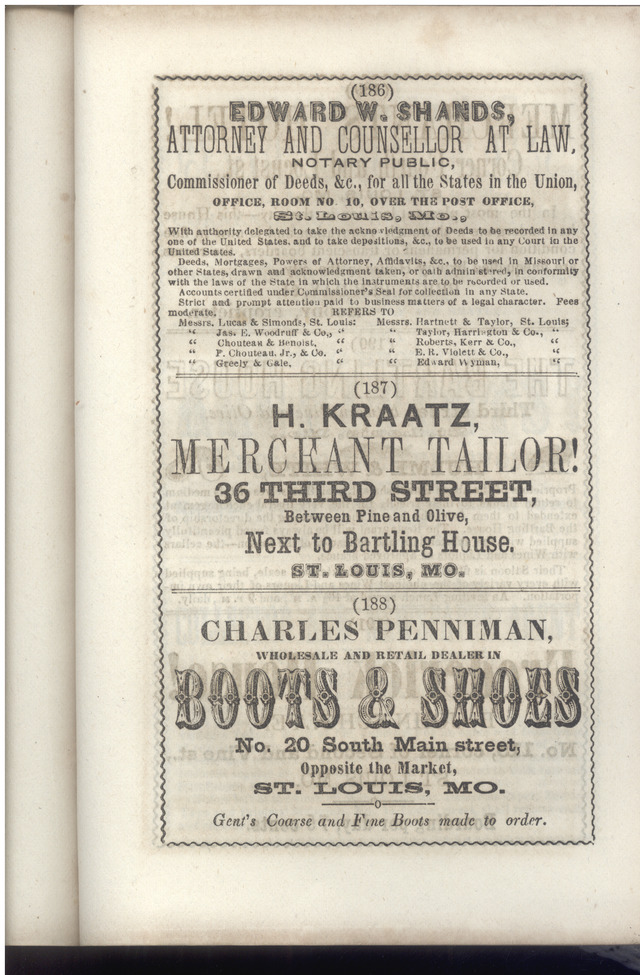 (186)
EDWARD W. SHANDS,
ATTORNEY AND COUNSELLOR AT LAW,
NOTARY PUBLIC,
Commissioner of Deeds, &c., for all the States in the Union,
OFFICE, ROOM NO. 10, OVER THE POST OFFICE,
St. Louis, Mo.,
With authority delegated to take the ackno vledgment of Deeds to be recorded in any
one of the United States, and to take depositions, &c., to be used in any Court in the
United States.
Deeds, Mortgages, Powers of Attorney, Affidavits, &c., to be used in Missouri or
other States, drawn and acknowledgment taken, or oath admin stered, in conformity
with the laws of the State in which the instruments are to be recorded or used.
Accounts certified under Commissioner's Seal for collection in any State.
Strict and prompt attention paid to business matters of a legal character. Fees
moderate. REFERS TO
Messrs. Lucas & Simonds, St. Louis; Messrs. Hartnett & Taylor, St. Louis;
" Jas. E. Woodruff & Co., " " Taylor, Harrington & Co., "
" Chouteau & Benoist, " " Roberts, Kerr & Co., "
" P. Chouteau, Jr., & Co. " " E. R. Violett & Co., "
" Greely & Gale, " " Edward Wyman, "
(187)
H. KRAATZ,
MERCHANT TAILOR!
36 THIRD STREET,
Between Pine and Olive,
Next to Bartling House.
ST. LOUIS, MO.
(188)
CHARLES PENNIMAN,
WHOLESALE AND RETAIL DEALER IN
BOOTS & SHOES
No. 20 South Main street,
Opposite the Market,
ST. LOUIS, MO.
Gent's Coarse and Fine Boots made to order.